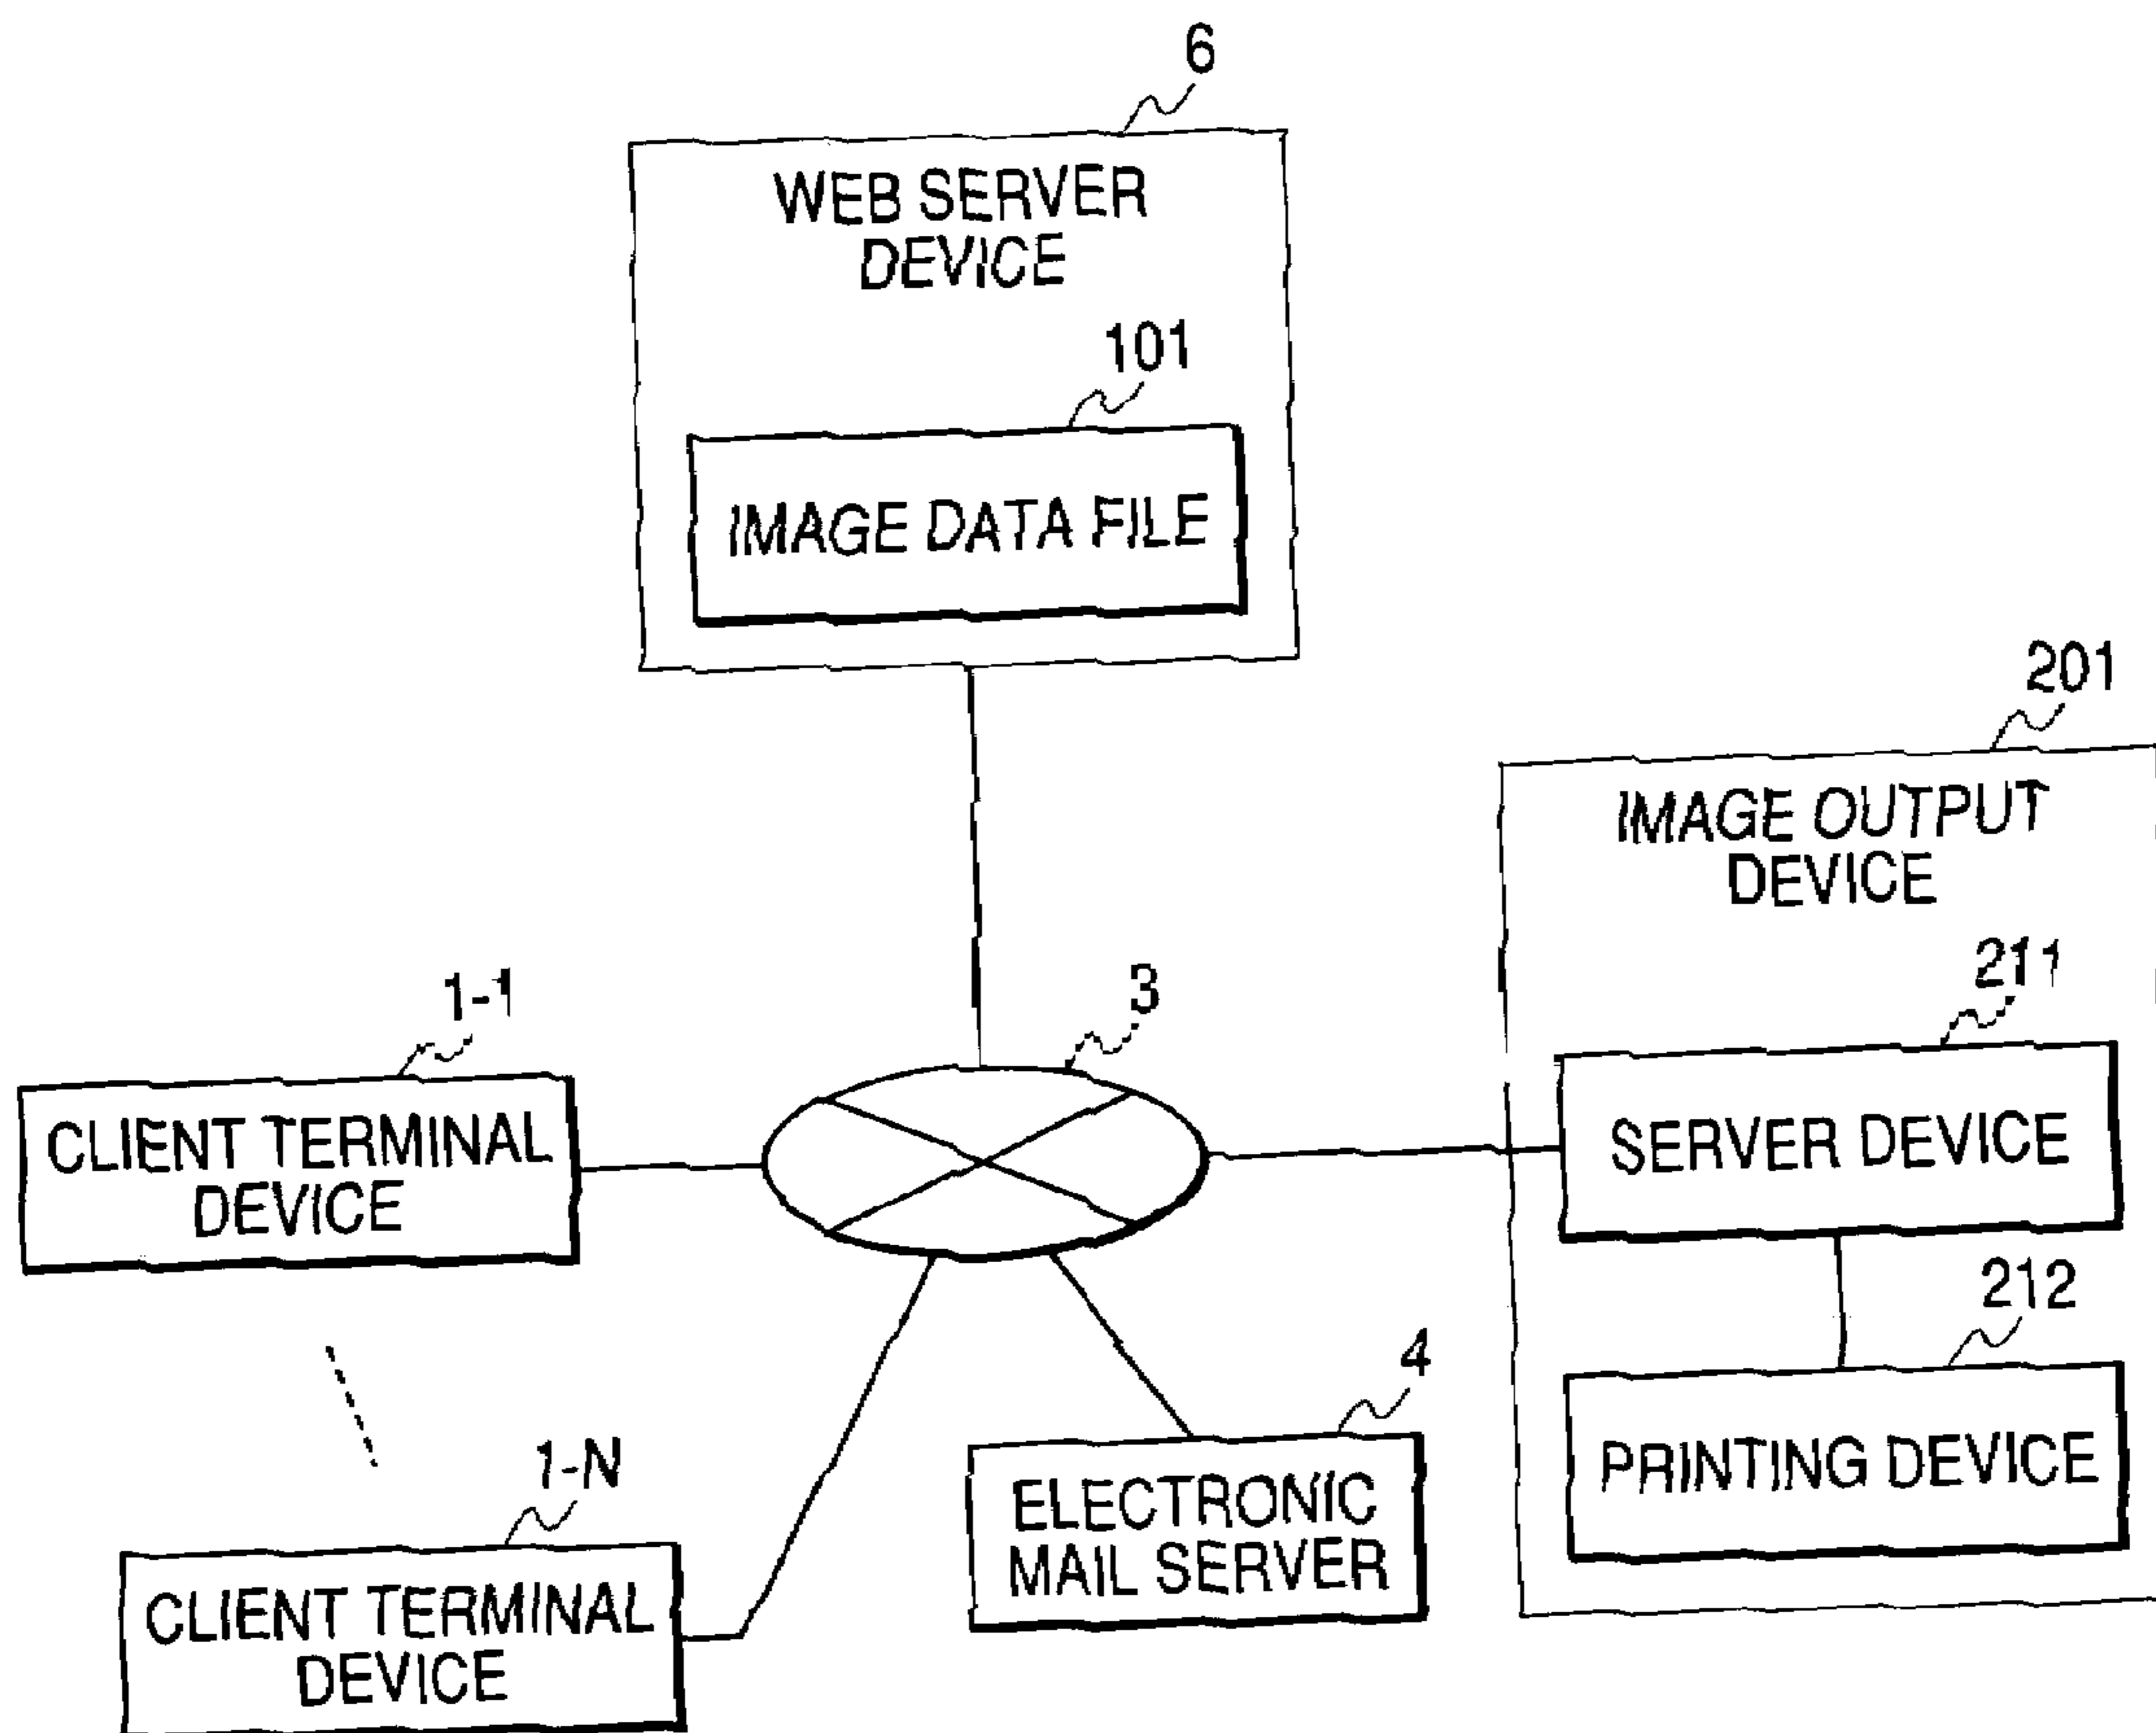 6
WEB SERVER
DEVICE
101
IMAGE DATA FILE
201
IMAGE OUTPUT
DEVICE
211
SERVER DEVICE
212
PRINTING DEVICE
1-1
CLIENT TERMINAL
DEVICE
3
4
ELECTRONIC
MAIL SERVER
1-N
CLIENT TERMINAL
DEVICE